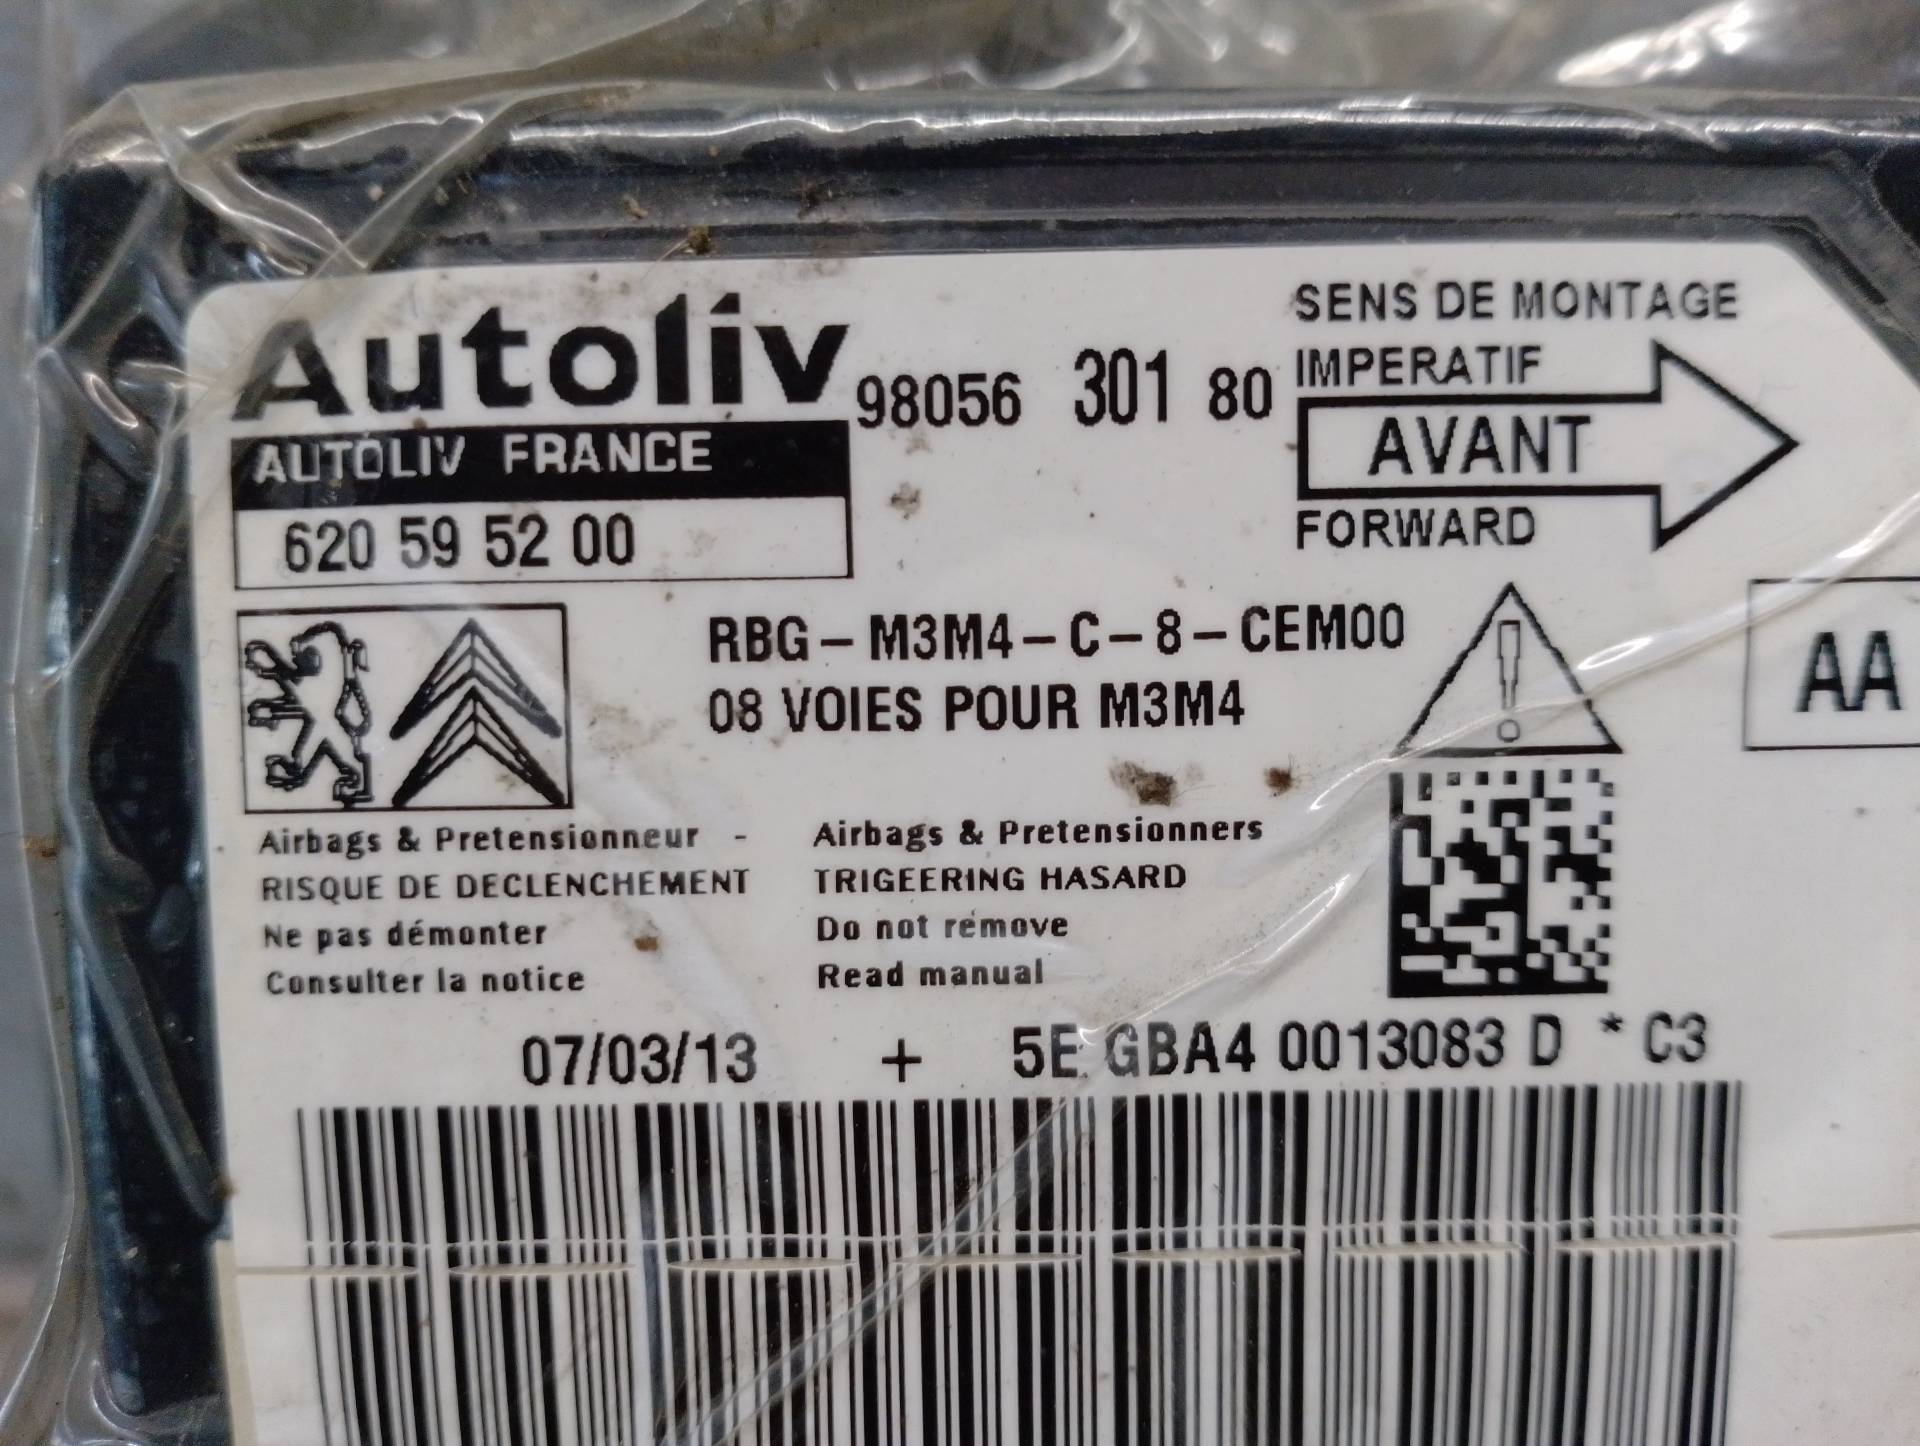 Autoliv
98056 301 80
AUTOLIV FRANCE
620 59 52 00
SENS DE MONTAGE
IMPERATIF
AVANT
FORWARD
RBG-M3M4-C-8-CEM00
08 VOIES POUR M3M4
AA
Airbags & Pretensionneur -
RISQUE DE DECLENCHEMENT
Ne pas démonter
Consulter la notice
Airbags & Pretensionners
TRIGEERING HASARD
Do not remove
Read manual
07/03/13 + 5E GBA4 0013083 D * C3